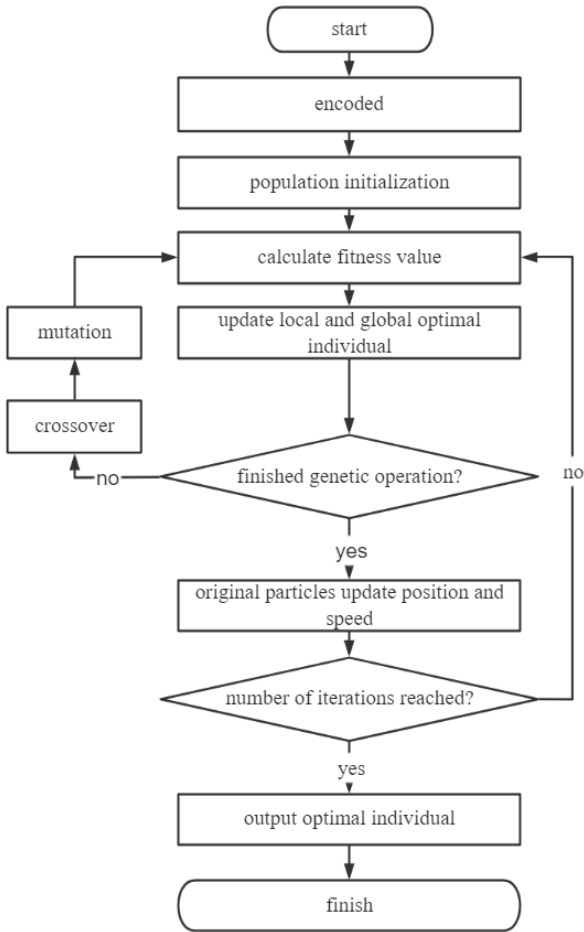 start
encoded
population initialization
calculate fitness value
update local and global optimal
individual
mutation
crossover
finished genetic operation?
no
no
yes
original particles update position and
speed
number of iterations reached?
yes
output optimal individual
finish